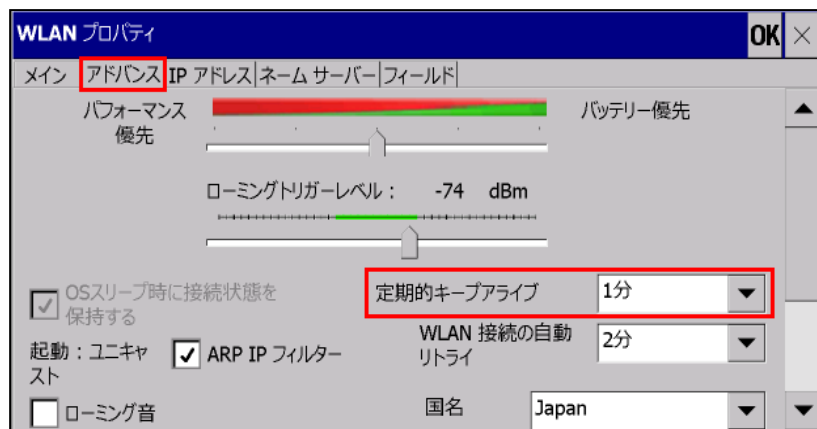 WLAN プロパティ OK
メイン アドバンス IP アドレス ネーム サーバー フィールド
パフォーマンス バッテリー優先
優先
ローミングトリガーレベル : -74 dBm
OSスリープ時に接続状態を 定期的キープアライブ 1分
保持する
WLAN 接続の自動 2分
リトライ
起動 : ユニキャ ARP IP フィルター
スト
ローミング音 国名 Japan